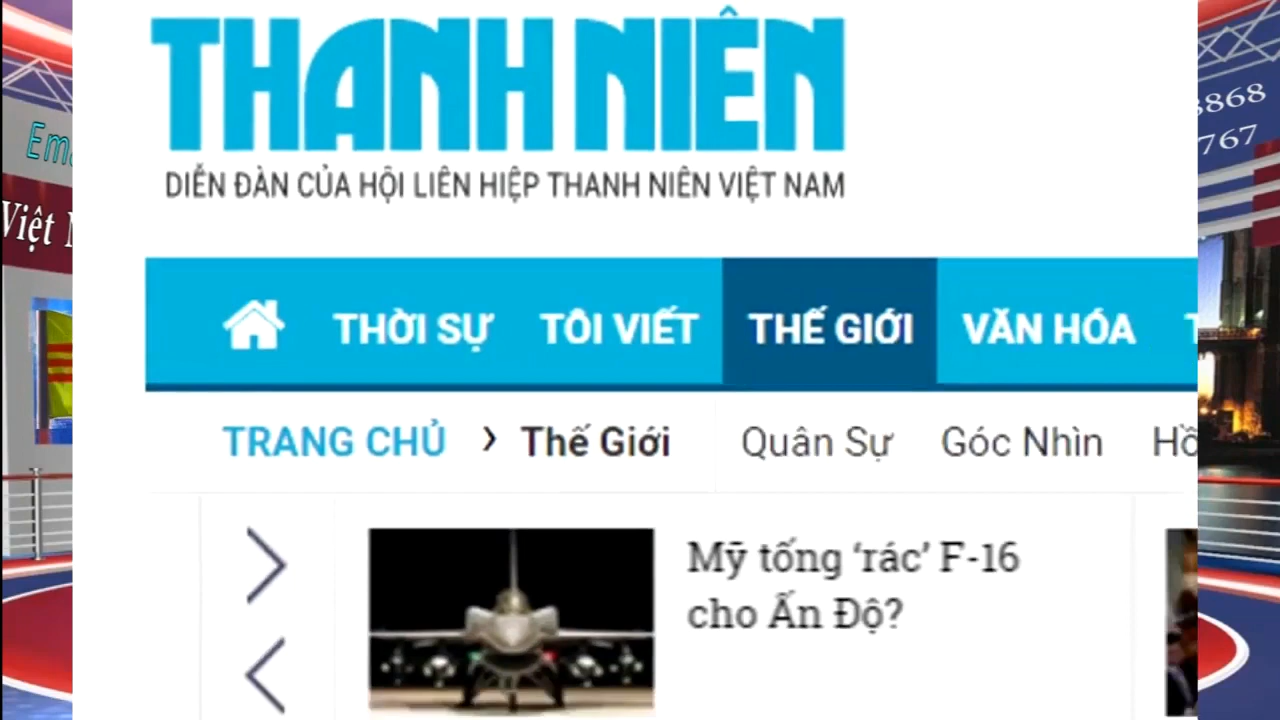 THANH NIÊN
DIỄN ĐÀN CỦA HỘI LIÊN HIỆP THANH NIÊN VIỆT NAM
8868
767
Việt
THỜI SỰ TÔI VIẾT THẾ GIỚI VĂN HÓA
TRANG CHỦ › Thế Giới Quân Sự Góc Nhìn
Mỹ tống ‘rác’ F-16
cho Ấn Độ?